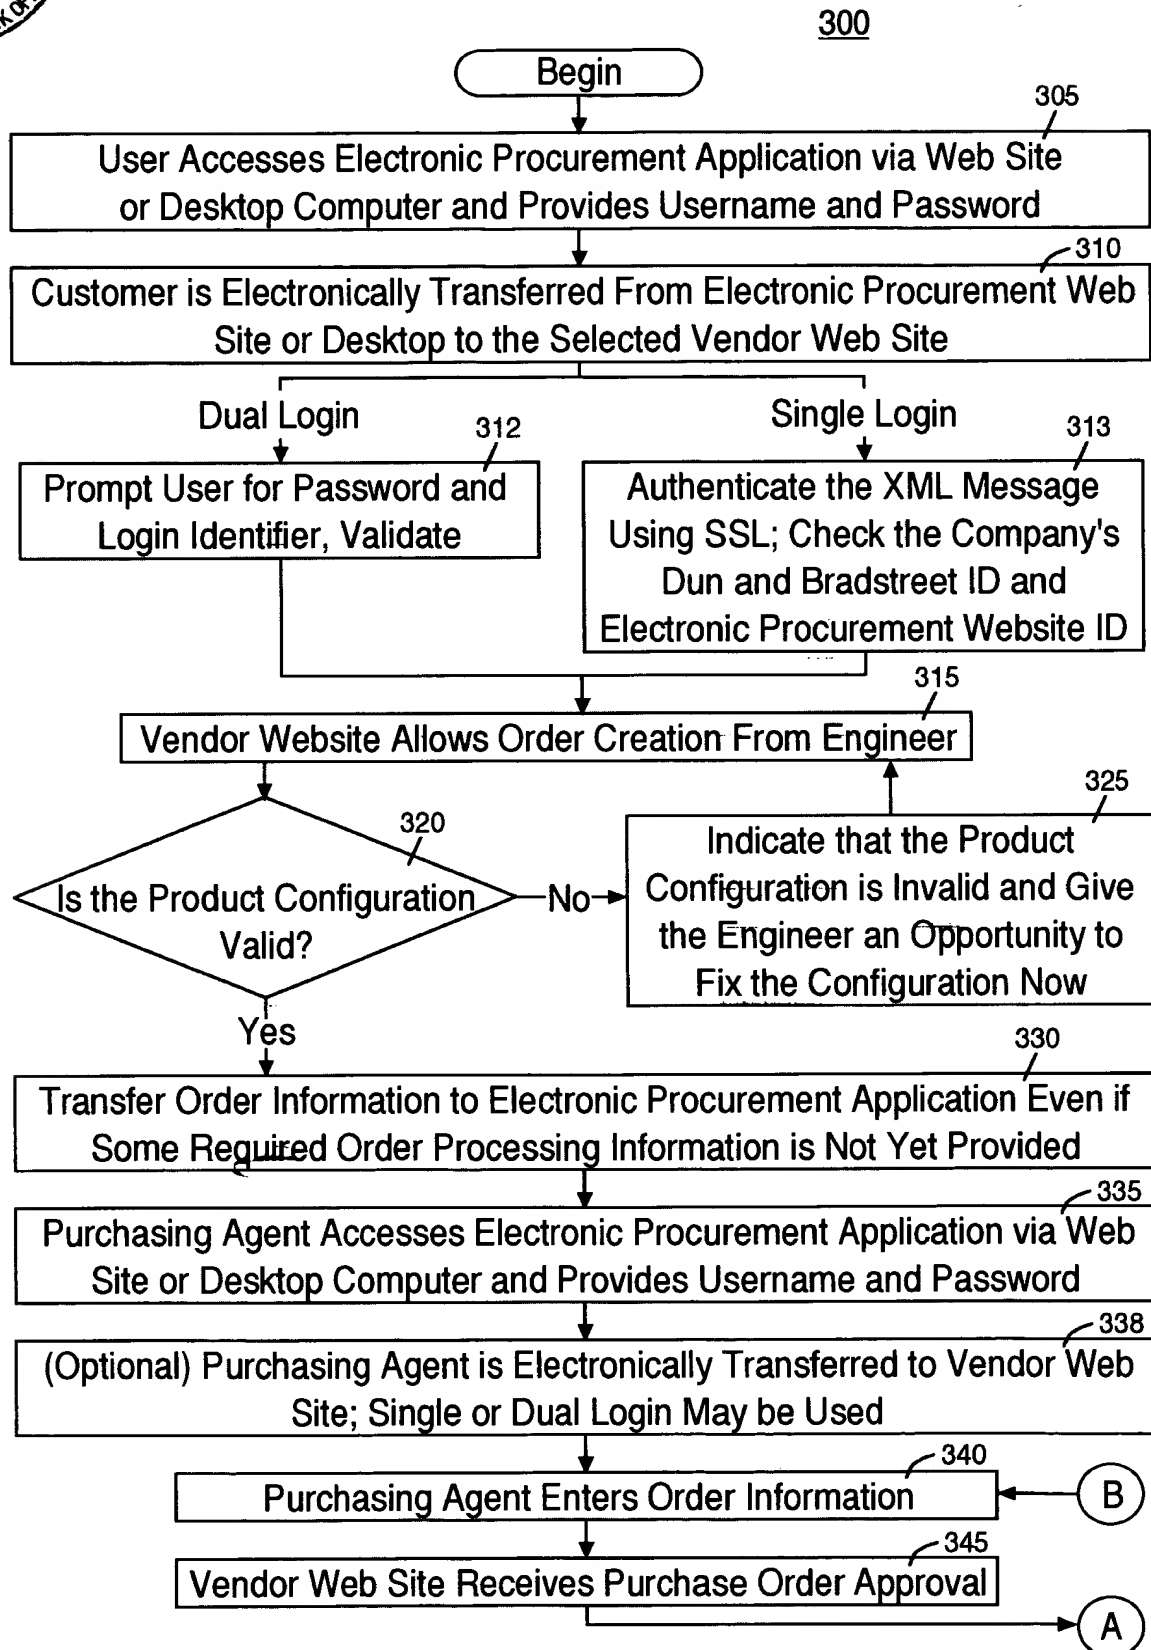 300
Begin
305
User Accesses Electronic Procurement Application via Web Site
or Desktop Computer and Provides Username and Password
310
Customer is Electronically Transferred From Electronic Procurement Web
Site or Desktop to the Selected Vendor Web Site
Dual Login
312
Prompt User for Password and
Login Identifier, Validate
Single Login
313
Authenticate the XML Message
Using SSL; Check the Company's
Dun and Bradstreet ID and
Electronic Procurement Website ID
315
Vendor Website Allows Order Creation From Engineer
320
Is the Product Configuration
Valid?
No
325
Indicate that the Product
Configuration is Invalid and Give
the Engineer an Opportunity to
Fix the Configuration Now
Yes
330
Transfer Order Information to Electronic Procurement Application Even if
Some Required Order Processing Information is Not Yet Provided
335
Purchasing Agent Accesses Electronic Procurement Application via Web
Site or Desktop Computer and Provides Username and Password
338
(Optional) Purchasing Agent is Electronically Transferred to Vendor Web
Site; Single or Dual Login May be Used
340
Purchasing Agent Enters Order Information
B
345
Vendor Web Site Receives Purchase Order Approval
A